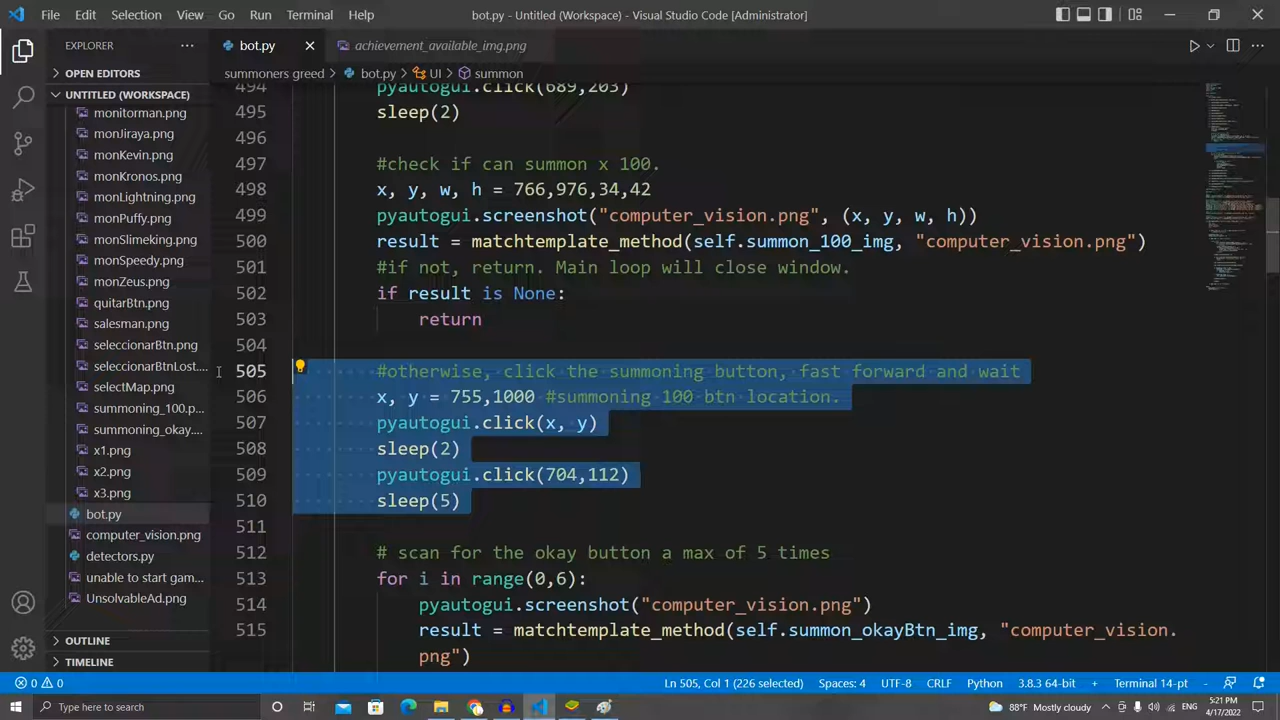 File Edit Selection View Go Run Terminal Help
bot.py - Untitled (Workspace) - Visual Studio Code [Administrator]
EXPLORER
bot.py
achievement_available_img.png
OPEN EDITORS
summoners greed > bot.py > UI > summon
UNTITLED (WORKSPACE)
monitorman.png
monJiraya.png
monKevin.png
monKronos.png
monLightning.png
monPuffy.png
monSlimeking.png
monSpeedy.png
monZeus.png
quitarBtn.png
salesman.png
seleccionarBtn.png
seleccionarBtnLost....
selectMap.png
summoning_100.p...
summoning_okay....
x1.png
x2.png
x3.png
bot.py
computer_vision.png
detectors.py
unable to start gam...
UnsolvableAd.png
OUTLINE
TIMELINE
494 pyautogui.click(689,203)
495 sleep(2)
496
497 #check if can summon x 100.
498 x, y, w, h = 766,976,34,42
499 pyautogui.screenshot("computer_vision.png", (x, y, w, h))
500 result = matchtemplate_method(self.summon_100_img, "computer_vision.png")
501 #if not, return. Main loop will close window.
502 if result is None:
503 return
504
505 #otherwise, click the summoning button, fast forward and wait
506 x, y = 755,1000 #summoning 100 btn location.
507 pyautogui.click(x, y)
508 sleep(2)
509 pyautogui.click(704,112)
510 sleep(5)
511
512 # scan for the okay button a max of 5 times
513 for i in range(0,6):
514 pyautogui.screenshot("computer_vision.png")
515 result = matchtemplate_method(self.summon_okayBtn_img, "computer_vision.
png")
0 0
Ln 505, Col 1 (226 selected) Spaces: 4 UTF-8 CRLF Python 3.8.3 64-bit Terminal 14-pt
Type here to search
88°F Mostly cloudy
ENG
5:21 PM
4/17/2022